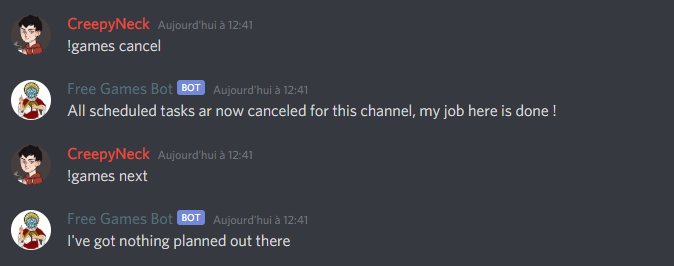 CreepyNeck Aujourd'hui à 12:41
!games cancel
Free Games Bot BOT Aujourd'hui à 12:41
All scheduled tasks ar now canceled for this channel, my job here is done !
CreepyNeck Aujourd'hui à 12:41
!games next
Free Games Bot BOT Aujourd'hui à 12:41
I've got nothing planned out there